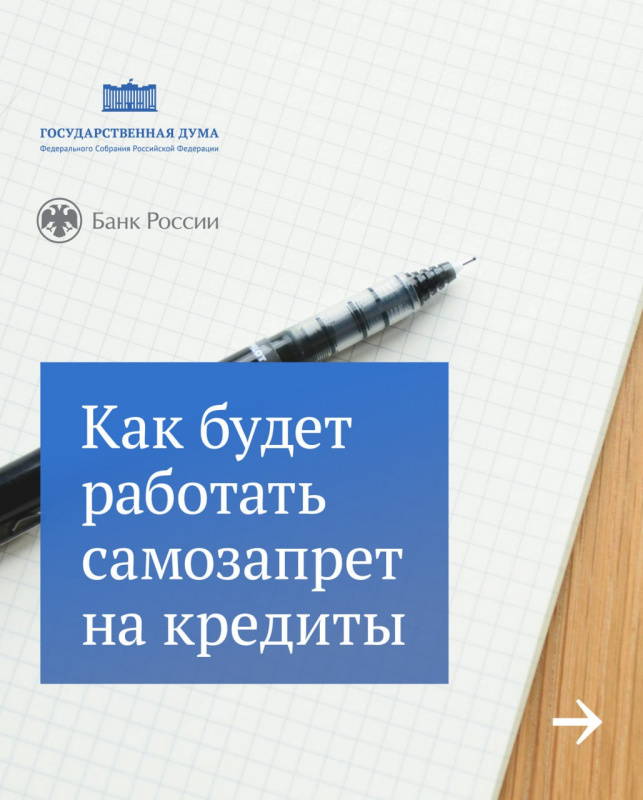 ГОСУДАРСТВЕННАЯ ДУМА
Федерального Собрания Российской Федерации
Банк России
Как будет
работать
самозапрет
на кредиты